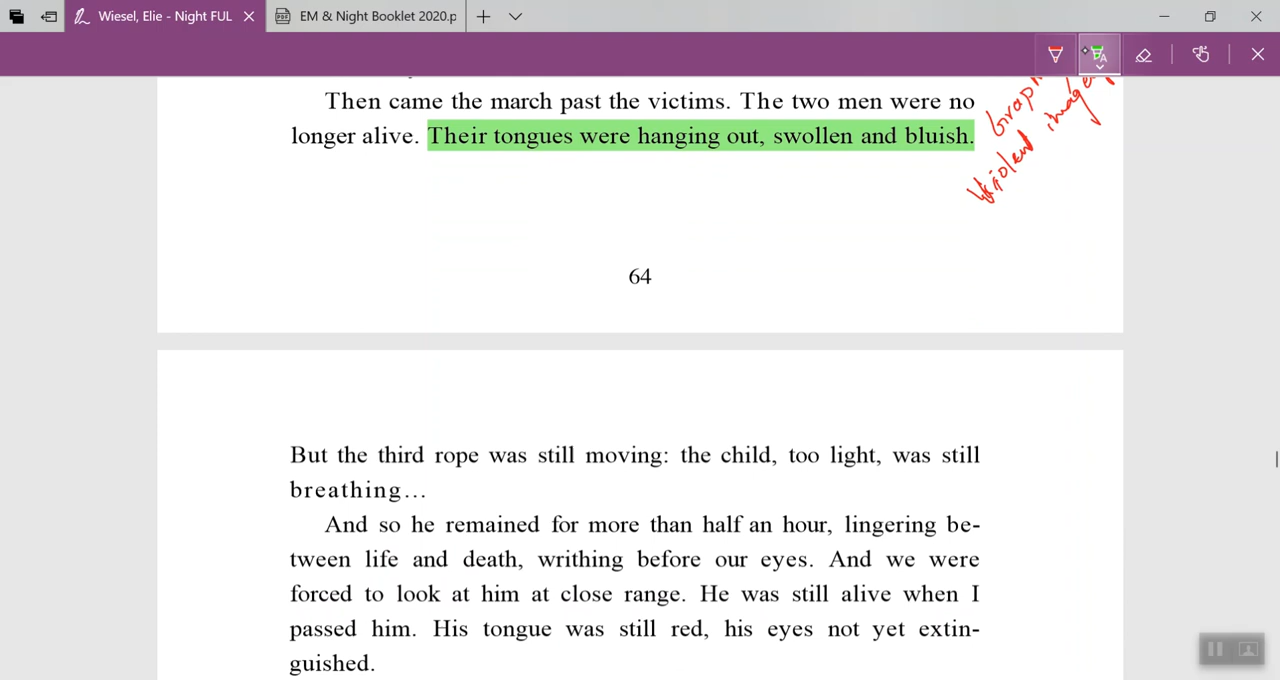 Wiesel, Elie - Night FUL
EM & Night Booklet 2020.p
Then came the march past the victims. The two men were no
longer alive. Their tongues were hanging out, swollen and bluish.
Violent imagery
64
But the third rope was still moving: the child, too light, was still
breathing...
And so he remained for more than half an hour, lingering be-
tween life and death, writhing before our eyes. And we were
forced to look at him at close range. He was still alive when I
passed him. His tongue was still red, his eyes not yet extin-
guished.